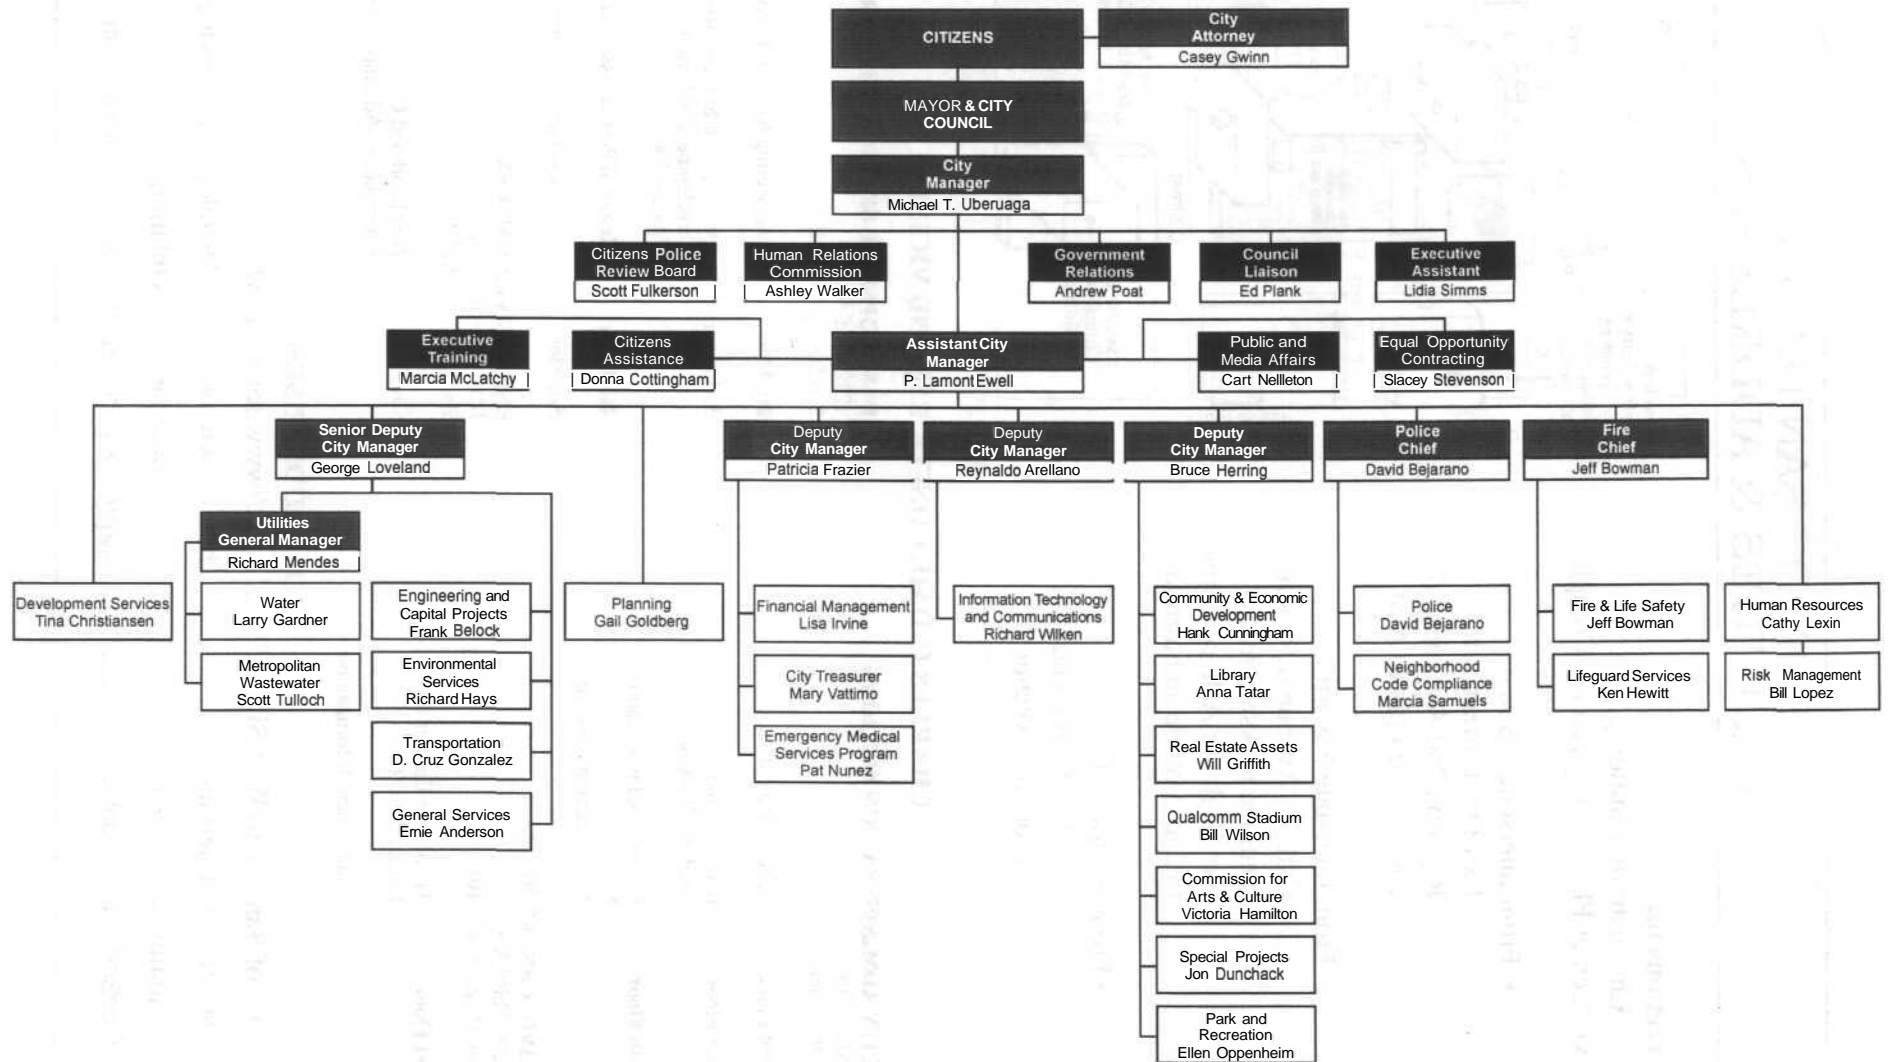 CITIZENS
City
Attorney
Casey Gwinn
MAYOR & CITY
COUNCIL
City
Manager
Michael T. Uberuaga
Citizens Police
Review Board
Scott Fulkerson
Human Relations
Commission
Ashley Walker
Government
Relations
Andrew Poat
Council
Liaison
Ed Plank
Executive
Assistant
Lidia Simms
Executive
Training
Marcia McLatchy
Citizens
Assistance
Donna Cottingham
Assistant City
Manager
P. Lamont Ewell
Public and
Media Affairs
Cart Nellleton
Equal Opportunity
Contracting
Slacey Stevenson
Senior Deputy
City Manager
George Loveland
Deputy
City Manager
Patricia Frazier
Deputy
City Manager
Reynaldo Arellano
Deputy
City Manager
Bruce Herring
Police
Chief
David Bejarano
Fire
Chief
Jeff Bowman
Utilities
General Manager
Richard Mendes
Development Services
Tina Christiansen
Water
Larry Gardner
Metropolitan
Wastewater
Scott Tulloch
Engineering and
Capital Projects
Frank Belock
Environmental
Services
Richard Hays
Transportation
D. Cruz Gonzalez
General Services
Ernie Anderson
Planning
Gail Goldberg
Financial Management
Lisa Irvine
City Treasurer
Mary Vattimo
Emergency Medical
Services Program
Pat Nunez
Information Technology
and Communications
Richard Wilken
Community & Economic
Development
Hank Cunningham
Library
Anna Tatar
Real Estate Assets
Will Griffith
Qualcomm Stadium
Bill Wilson
Commission for
Arts & Culture
Victoria Hamilton
Special Projects
Jon Dunchack
Park and
Recreation
Ellen Oppenheim
Police
David Bejarano
Neighborhood
Code Compliance
Marcia Samuels
Fire & Life Safety
Jeff Bowman
Lifeguard Services
Ken Hewitt
Human Resources
Cathy Lexin
Risk Management
Bill Lopez